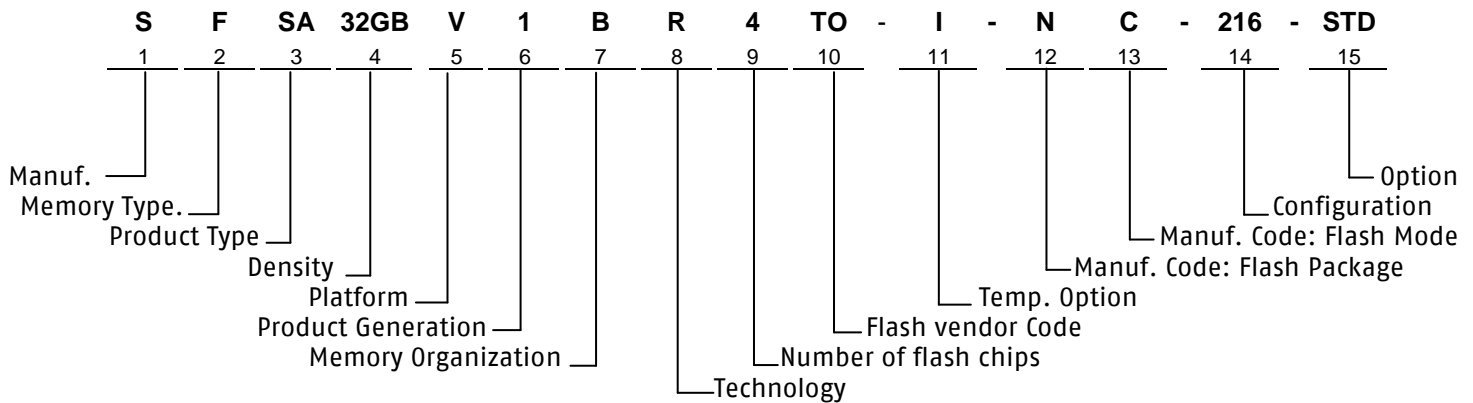 S F SA 32GB V 1 B R 4 TO - I - N C - 216 - STD
1 2 3 4 5 6 7 8 9 10 11 12 13 14 15
Manuf. Option
Memory Type. Configuration
Product Type Manuf. Code: Flash Mode
Density Manuf. Code: Flash Package
Platform Temp. Option
Product Generation Flash vendor Code
Memory Organization Number of flash chips
Technology